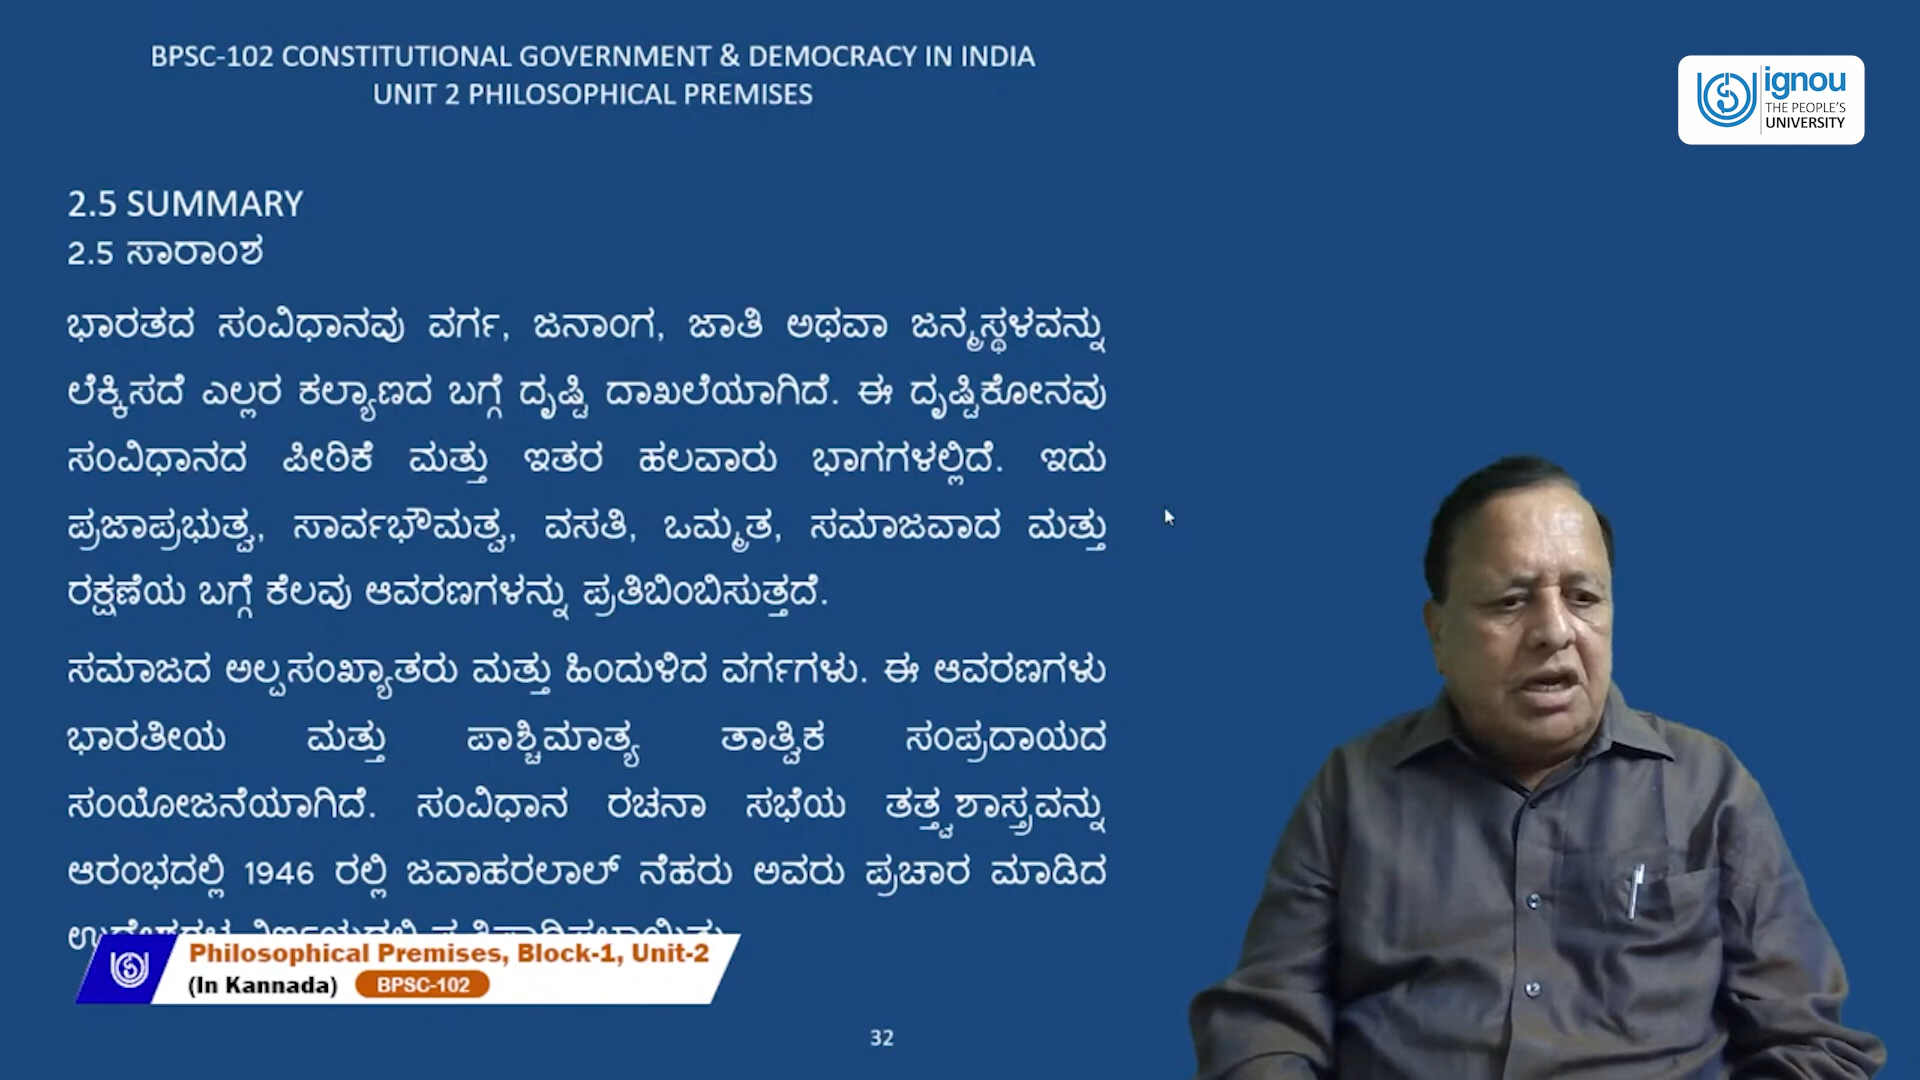 BPSC-102 CONSTITUTIONAL GOVERNMENT & DEMOCRACY IN INDIA
UNIT 2 PHILOSOPHICAL PREMISES
ignou
THE PEOPLE'S
UNIVERSITY
2.5 SUMMARY
2.5 ಸಾರಾಂಶ
ಭಾರತದ ಸಂವಿಧಾನವು ವರ್ಗ, ಜನಾಂಗ, ಜಾತಿ ಅಥವಾ ಜನ್ಮಸ್ಥಳವನ್ನು
ಲೆಕ್ಕಿಸದೆ ಎಲ್ಲರ ಕಲ್ಯಾಣದ ಬಗ್ಗೆ ದೃಷ್ಟಿ ದಾಖಲೆಯಾಗಿದೆ. ಈ ದೃಷ್ಟಿಕೋನವು
ಸಂವಿಧಾನದ ಪೀಠಿಕೆ ಮತ್ತು ಇತರ ಹಲವಾರು ಭಾಗಗಳಲ್ಲಿದೆ. ಇದು
ಪ್ರಜಾಪ್ರಭುತ್ವ, ಸಾರ್ವಭೌಮತ್ವ, ವಸತಿ, ಒಮ್ಮತ, ಸಮಾಜವಾದ ಮತ್ತು
ರಕ್ಷಣೆಯ ಬಗ್ಗೆ ಕೆಲವು ಆವರಣಗಳನ್ನು ಪ್ರತಿಬಿಂಬಿಸುತ್ತದೆ.
ಸಮಾಜದ ಅಲ್ಪಸಂಖ್ಯಾತರು ಮತ್ತು ಹಿಂದುಳಿದ ವರ್ಗಗಳು. ಈ ಆವರಣಗಳು
ಭಾರತೀಯ ಮತ್ತು ಪಾಶ್ಚಿಮಾತ್ಯ ತಾತ್ವಿಕ ಸಂಪ್ರದಾಯದ
ಸಂಯೋಜನೆಯಾಗಿದೆ. ಸಂವಿಧಾನ ರಚನಾ ಸಭೆಯ ತತ್ತ್ವಶಾಸ್ತ್ರವನ್ನು
ಆರಂಭದಲ್ಲಿ 1946 ರಲ್ಲಿ ಜವಾಹರಲಾಲ್ ನೆಹರು ಅವರು ಪ್ರಚಾರ ಮಾಡಿದ
Philosophical Premises, Block-1, Unit-2
(In Kannada) BPSC-102
32